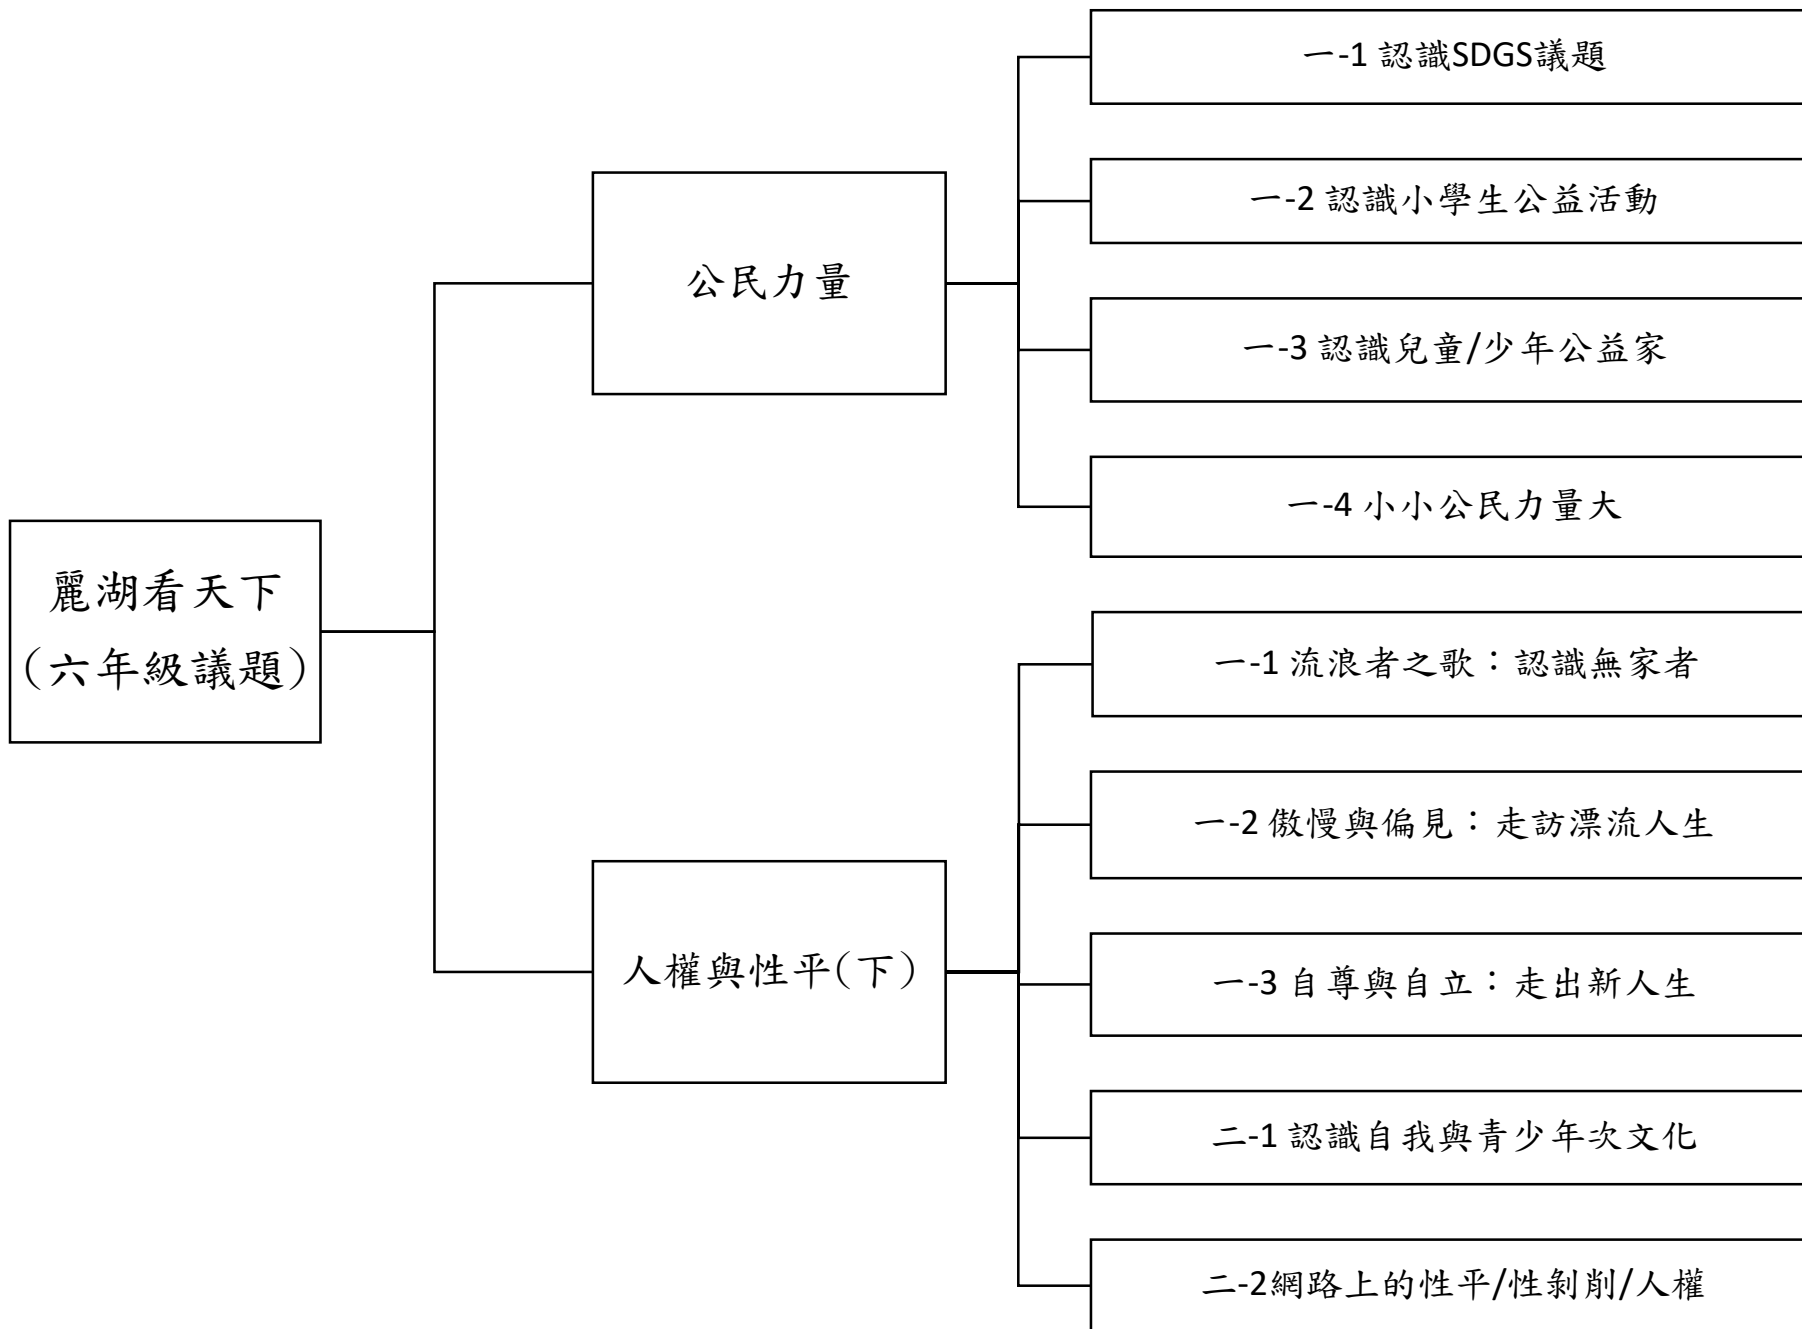 麗湖看天下
(六年級議題)
公民力量
一-1 認識SDGS議題
一-2 認識小學生公益活動
一-3 認識兒童/少年公益家
一-4 小小公民力量大
人權與性平(下)
一-1 流浪者之歌：認識無家者
一-2 傲慢與偏見：走訪漂流人生
一-3 自尊與自立：走出新人生
二-1 認識自我與青少年次文化
二-2網路上的性平/性剝削/人權